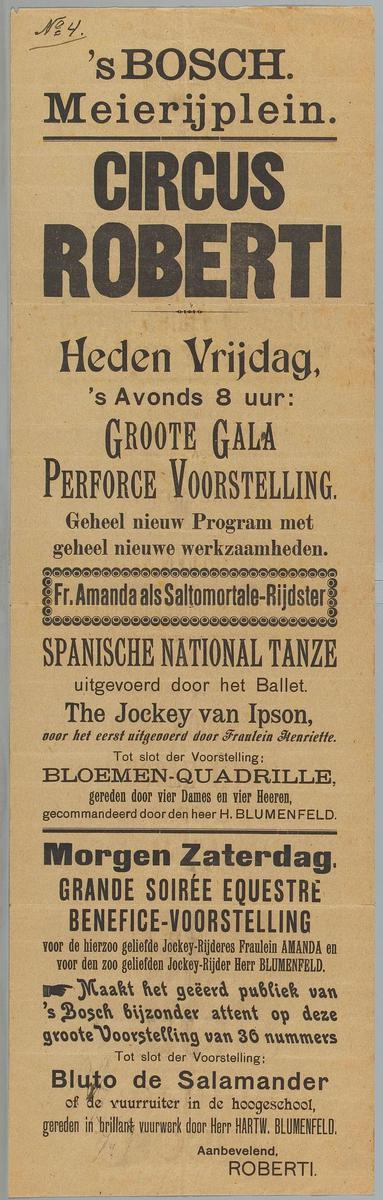 No 4.
's BOSCH.
Meierijplein.
CIRCUS
ROBERTI
Heden Vrijdag,
's Avonds 8 uur:
GROOTE GALA
PERFORCE VOORSTELLING.
Geheel nieuw Program met
geheel nieuwe werkzaamheden.
Fr. Amanda als Saltomortale-Rijdster
SPANISCHE NATIONAL TANZE
uitgevoerd door het Ballet.
The Jockey van Ipson,
voor het eerst uitgevoerd door Fraulein Henriette.
Tot slot der Voorstelling:
BLOEMEN-QUADRILLE,
gereden door vier Dames en vier Heeren,
gecommandeerd door den heer H. BLUMENFELD.
Morgen Zaterdag.
GRANDE SOIRÉE EQUESTRE
BENEFICE-VOORSTELLING
voor de hierzoo geliefde Jockey-Rijderes Fraulein AMANDA en
voor den zoo geliefden Jockey-Rijder Herr BLUMENFELD.
Maakt het geëerd publiek van
's Bosch bijzonder attent op deze
groote Voorstelling van 36 nummers
Tot slot der Voorstelling:
Bluto de Salamander
of de vuurruiter in de hoogeschool,
gereden in brillant vuurwerk door Herr HARTW. BLUMENFELD.
Aanbevelend,
ROBERTI.